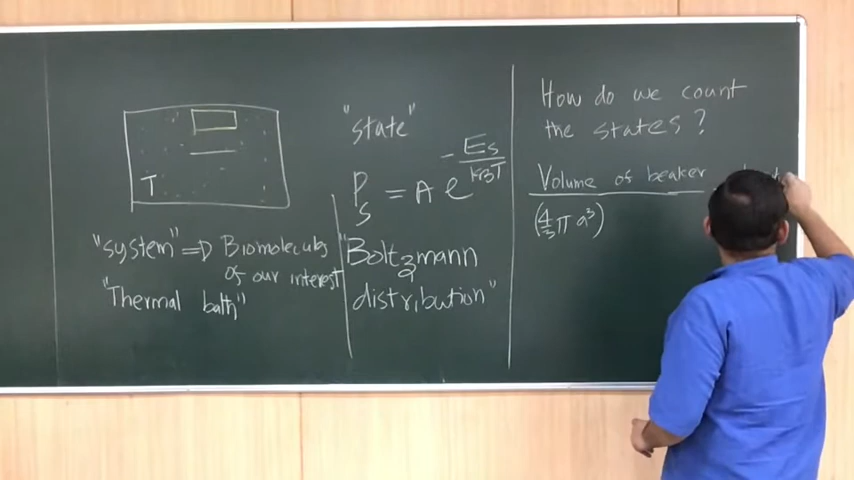 T
"system" ⇒ Biomolecules
of our interest
"Thermal bath"
"state"
P_S = A e^{-E_S/k_BT}
"Boltzmann
distribution"
How do we count
the states?
Volume of beaker
(4/3 π a³)